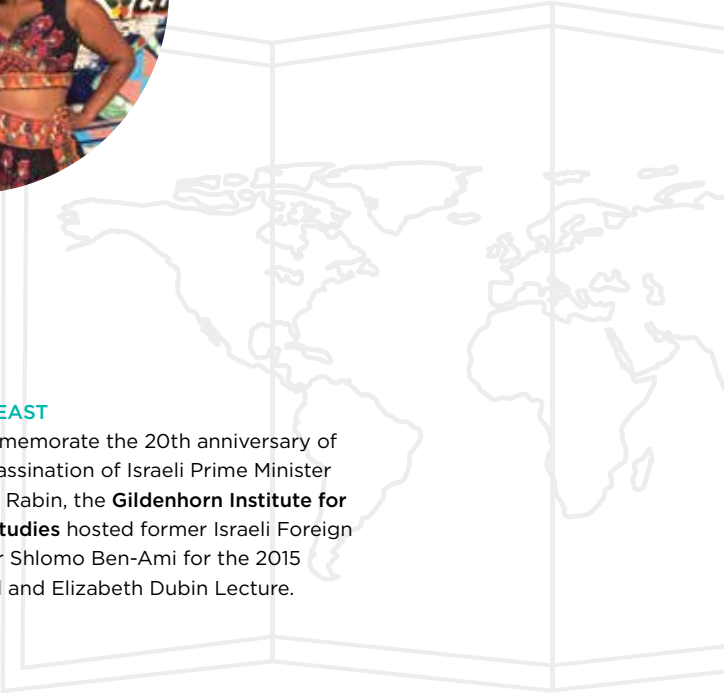 EAST
memorate the 20th anniversary of
assination of Israeli Prime Minister
Rabin, the Gildenhorn Institute for
tudies hosted former Israeli Foreign
r Shlomo Ben-Ami for the 2015
l and Elizabeth Dubin Lecture.